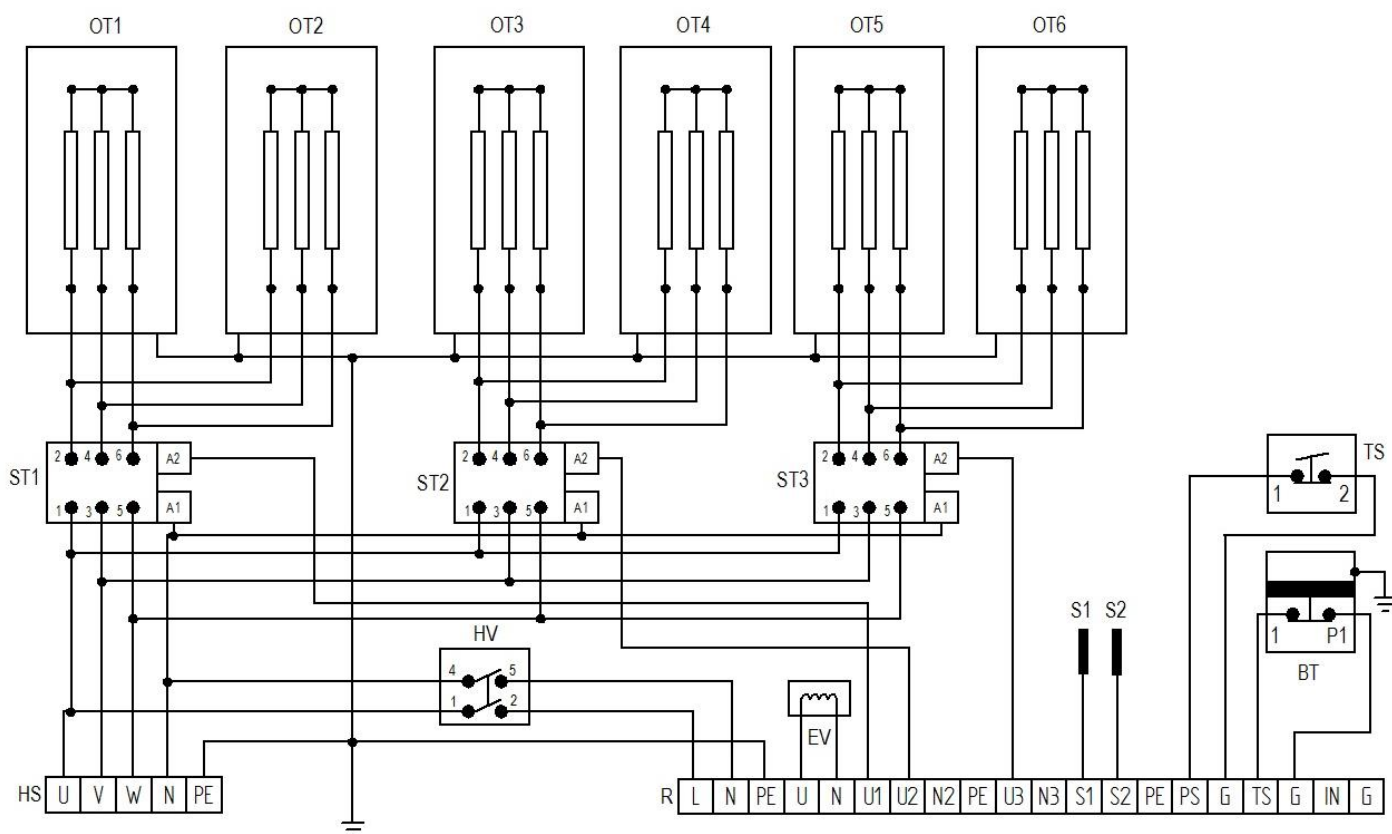 OT1 OT2 OT3 OT4 OT5 OT6
2 4 6 A2 2 4 6 A2 2 4 6 A2 TS
ST1 ST2 ST3 1 2
1 3 5 A1 1 3 5 A1 1 3 5 A1
S1 S2
HV 1 P1
4 5 BT
1 2
EV
HS U V W N PE R L N PE U N U1 U2 N2 PE U3 N3 S1 S2 PE PS G TS G IN G